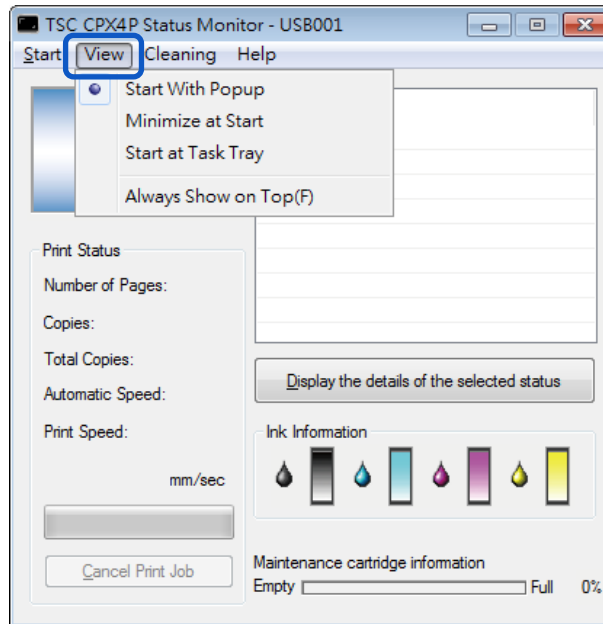 TSC CPX4P Status Monitor - USB001
Start View Cleaning Help
Start With Popup
Minimize at Start
Start at Task Tray
Always Show on Top(F)
Print Status
Number of Pages:
Copies:
Total Copies:
Automatic Speed:
Print Speed:
mm/sec
Cancel Print Job
Display the details of the selected status
Ink Information
Maintenance cartridge information
Empty Full 0%